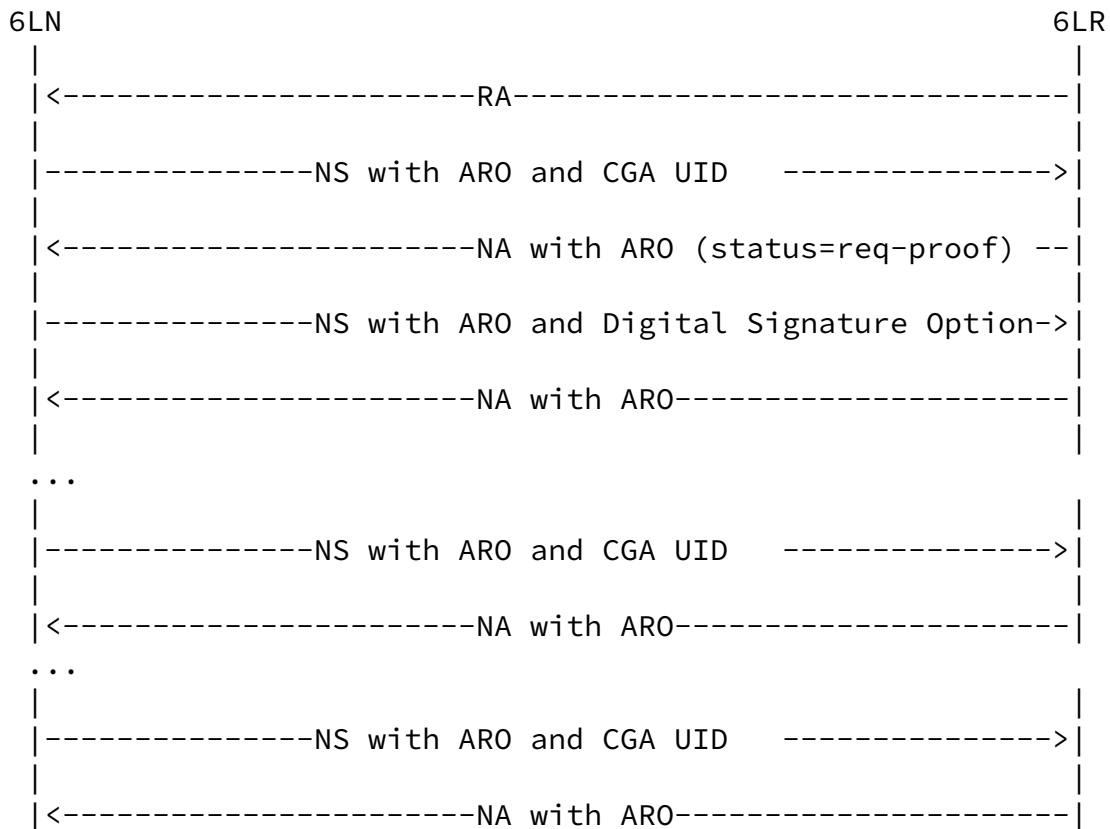 6LN                                                        6LR
 |                                                          |
 |<-----------------------RA-------------------------------|
 |                                                          |
 |---------------NS with ARO and CGA UID   --------------->|
 |                                                          |
 |<-----------------------NA with ARO (status=req-proof) --|
 |                                                          |
 |---------------NS with ARO and Digital Signature Option->|
 |                                                          |
 |<-----------------------NA with ARO----------------------|
 |                                                          |
 ...
 |                                                          |
 |---------------NS with ARO and CGA UID   --------------->|
 |                                                          |
 |<-----------------------NA with ARO----------------------|
 ...
 |                                                          |
 |---------------NS with ARO and CGA UID   --------------->|
 |                                                          |
 |<-----------------------NA with ARO----------------------|